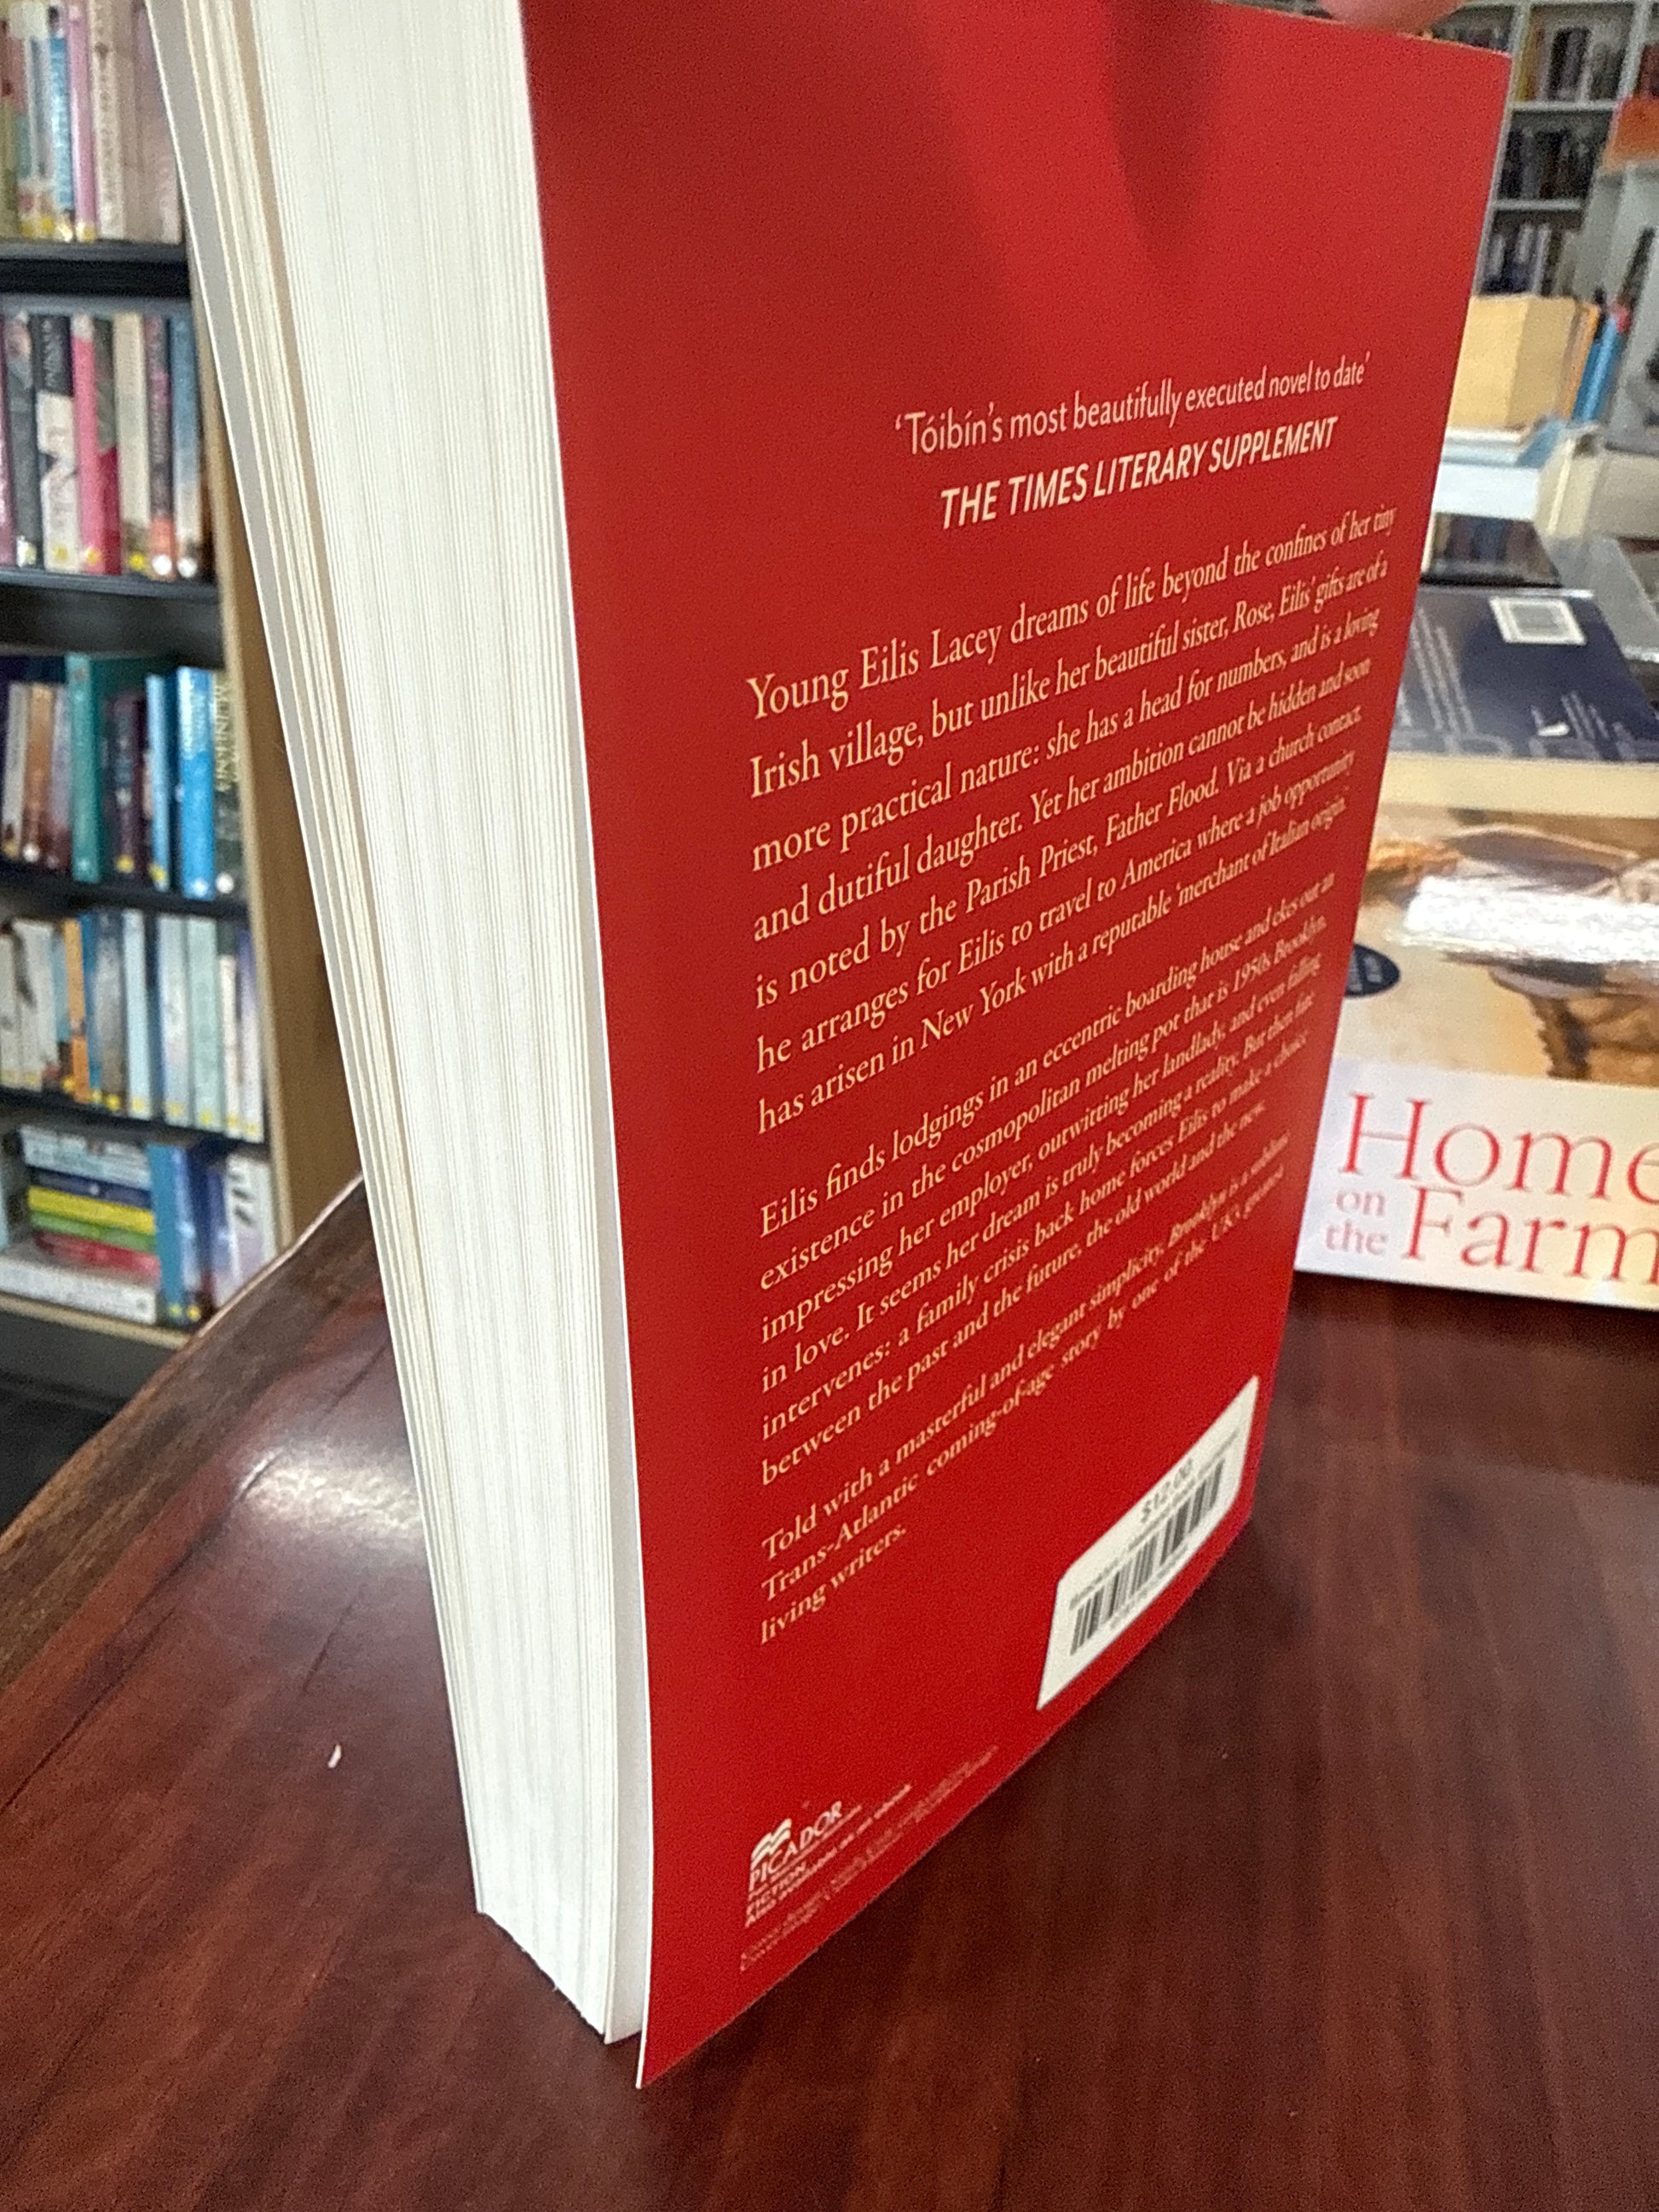 ‘Tóibín’s most beautifully executed novel to date’
THE TIMES LITERARY SUPPLEMENT
Young Eilis Lacey dreams of life beyond the confines of her tiny
Irish village, but unlike her beautiful sister, Rose, Eilis’ gifts are of a
more practical nature: she has a head for numbers, and is a loving
and dutiful daughter. Yet her ambition cannot be hidden and soon
is noted by the Parish Priest, Father Flood. Via a church contact,
he arranges for Eilis to travel to America where a job opportunity
has arisen in New York with a reputable ‘merchant of Italian origin.’
Eilis finds lodgings in an eccentric boarding house and ekes out an
existence in the cosmopolitan melting pot that is 1950s Brooklyn,
impressing her employer, outwitting her landlady, and even falling
in love. It seems her dream is truly becoming a reality. But then fate
intervenes: a family crisis back home forces Eilis to make a choice
between the past and the future, the old world and the new.
Told with a masterful and elegant simplicity, Brooklyn is a sublime
Trans-Atlantic coming-of-age story by one of the UK’s greatest
living writers.
$12.00
PICADOR
FICTION
Also available as an ebook
Home
on
the Farm